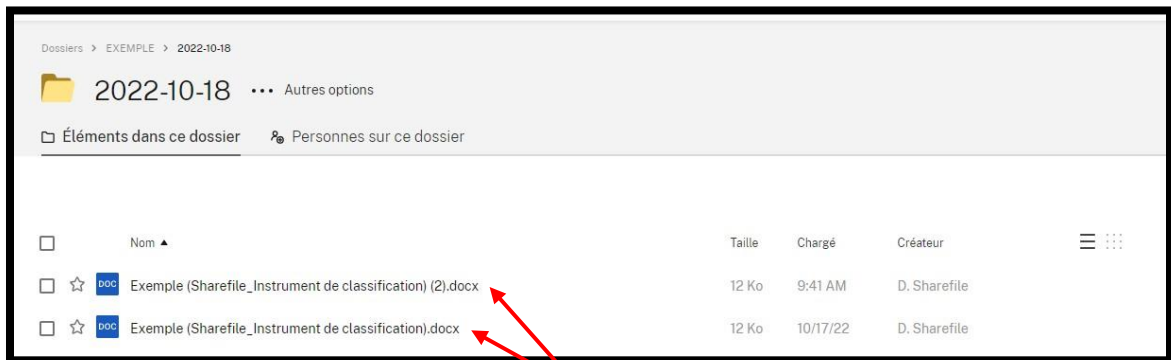 Dossiers > EXEMPLE > 2022-10-18
2022-10-18 ••• Autres options
Éléments dans ce dossier Personnes sur ce dossier
Nom ▲ Taille Chargé Créateur
DOC Exemple (Sharefile_Instrument de classification) (2).docx 12 Ko 9:41 AM D. Sharefile
DOC Exemple (Sharefile_Instrument de classification).docx 12 Ko 10/17/22 D. Sharefile